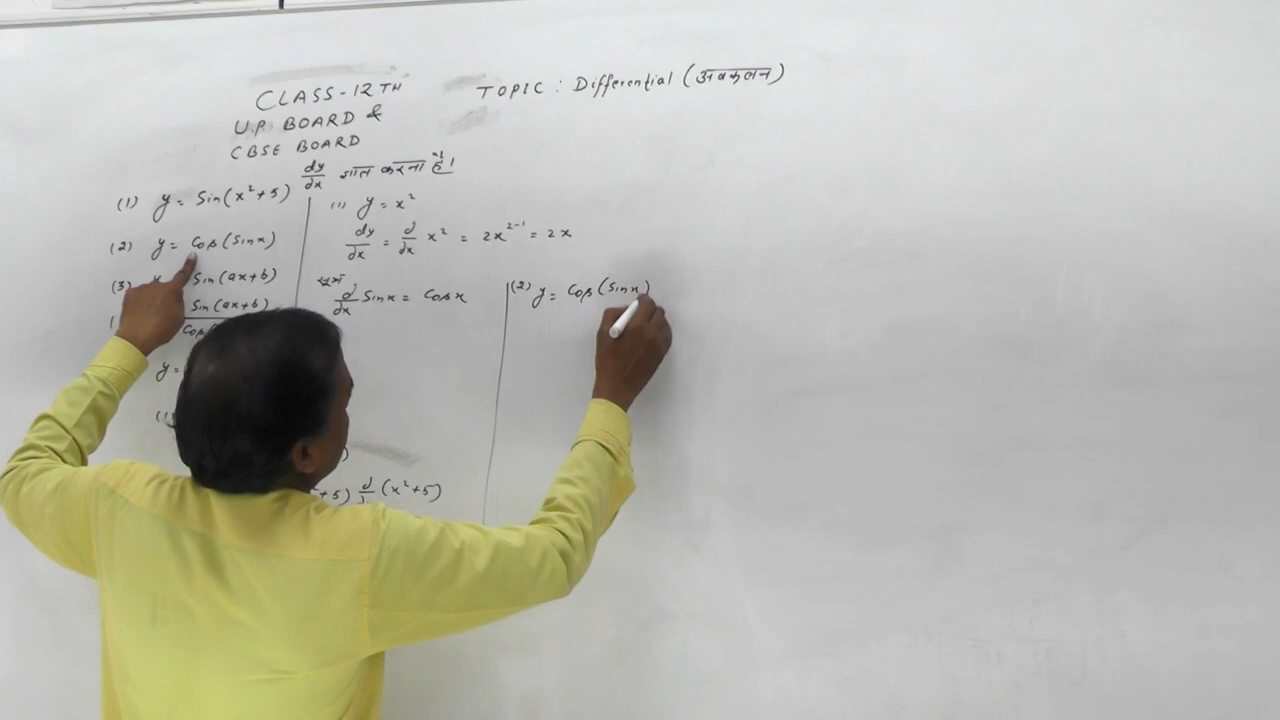 CLASS-12TH
TOPIC : Differential (अवकलन)
U.P BOARD &
CBSE BOARD
dy/dx ज्ञात करना है।
(1) y = Sin(x²+5)
(2) y = Cos(Sinx)
(3) Sin(ax+b)
Sin(ax+b)
Cos(
y =
(1) y = x²
dy/dx = d/dx x² = 2x²⁻¹ = 2x
d/dx Sinx = Cosx
+5) d/ (x²+5)
(2) y = Cos(Sinx)